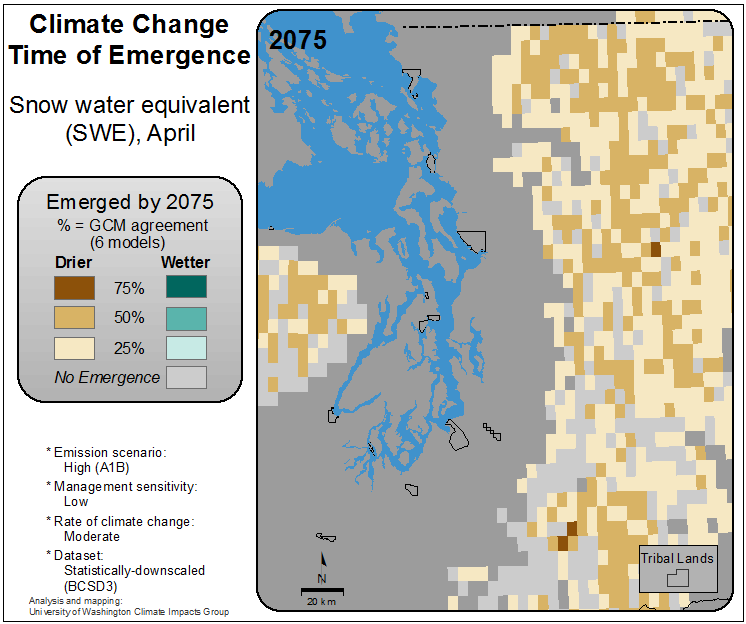 Climate Change
Time of Emergence
Snow water equivalent
(SWE), April
Emerged by 2075
% = GCM agreement
(6 models)
Drier Wetter
75%
50%
25%
No Emergence
* Emission scenario:
High (A1B)
* Management sensitivity:
Low
* Rate of climate change:
Moderate
* Dataset:
Statistically-downscaled
(BCSD3)
Analysis and mapping:
University of Washington Climate Impacts Group
2075
N
20 km
Tribal Lands